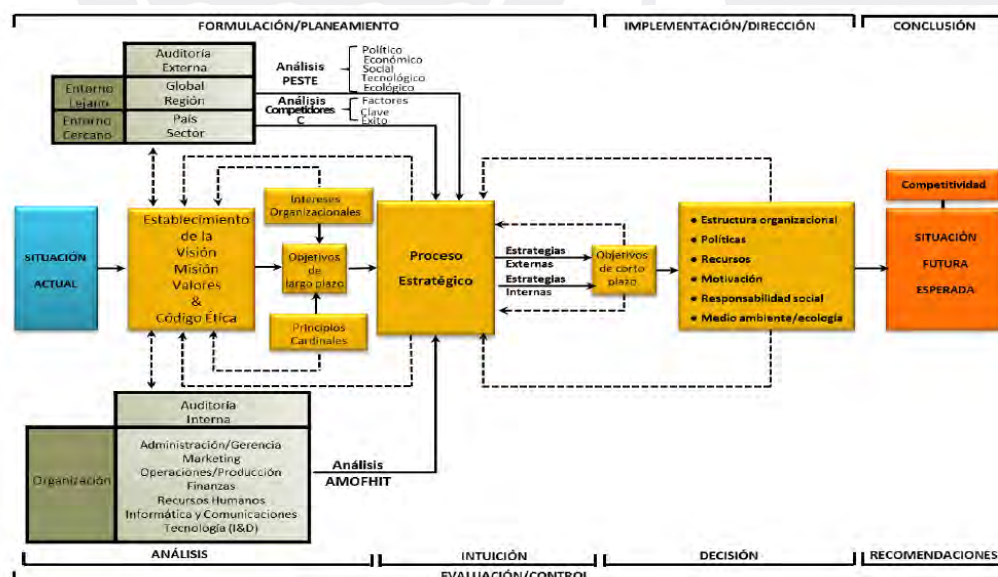 FORMULACIÓN/PLANEAMIENTO
IMPLEMENTACIÓN/DIRECCIÓN
CONCLUSIÓN
Auditoría
Externa
Entorno
Lejano
Global
Región
Entorno
Cercano
País
Sector
Análisis
PESTE
Político
Económico
Social
Tecnológico
Ecológico
Análisis
Competidores
C
Factores
Clave
Éxito
SITUACIÓN
ACTUAL
Establecimiento
de la
Visión
Misión
Valores
&
Código Ética
Intereses
Organizacionales
Objetivos
de
largo plazo
Principios
Cardinales
Proceso
Estratégico
Estrategias
Externas
Estrategias
Internas
Objetivos
de corto
plazo
• Estructura organizacional
• Políticas
• Recursos
• Motivación
• Responsabilidad social
• Medio ambiente/ecología
Competitividad
SITUACIÓN
FUTURA
ESPERADA
Auditoría
Interna
Organización
Administración/Gerencia
Marketing
Operaciones/Producción
Finanzas
Recursos Humanos
Informática y Comunicaciones
Tecnología (I&D)
Análisis
AMOFHIT
ANÁLISIS
INTUICIÓN
DECISIÓN
RECOMENDACIONES
EVALUACIÓN/CONTROL